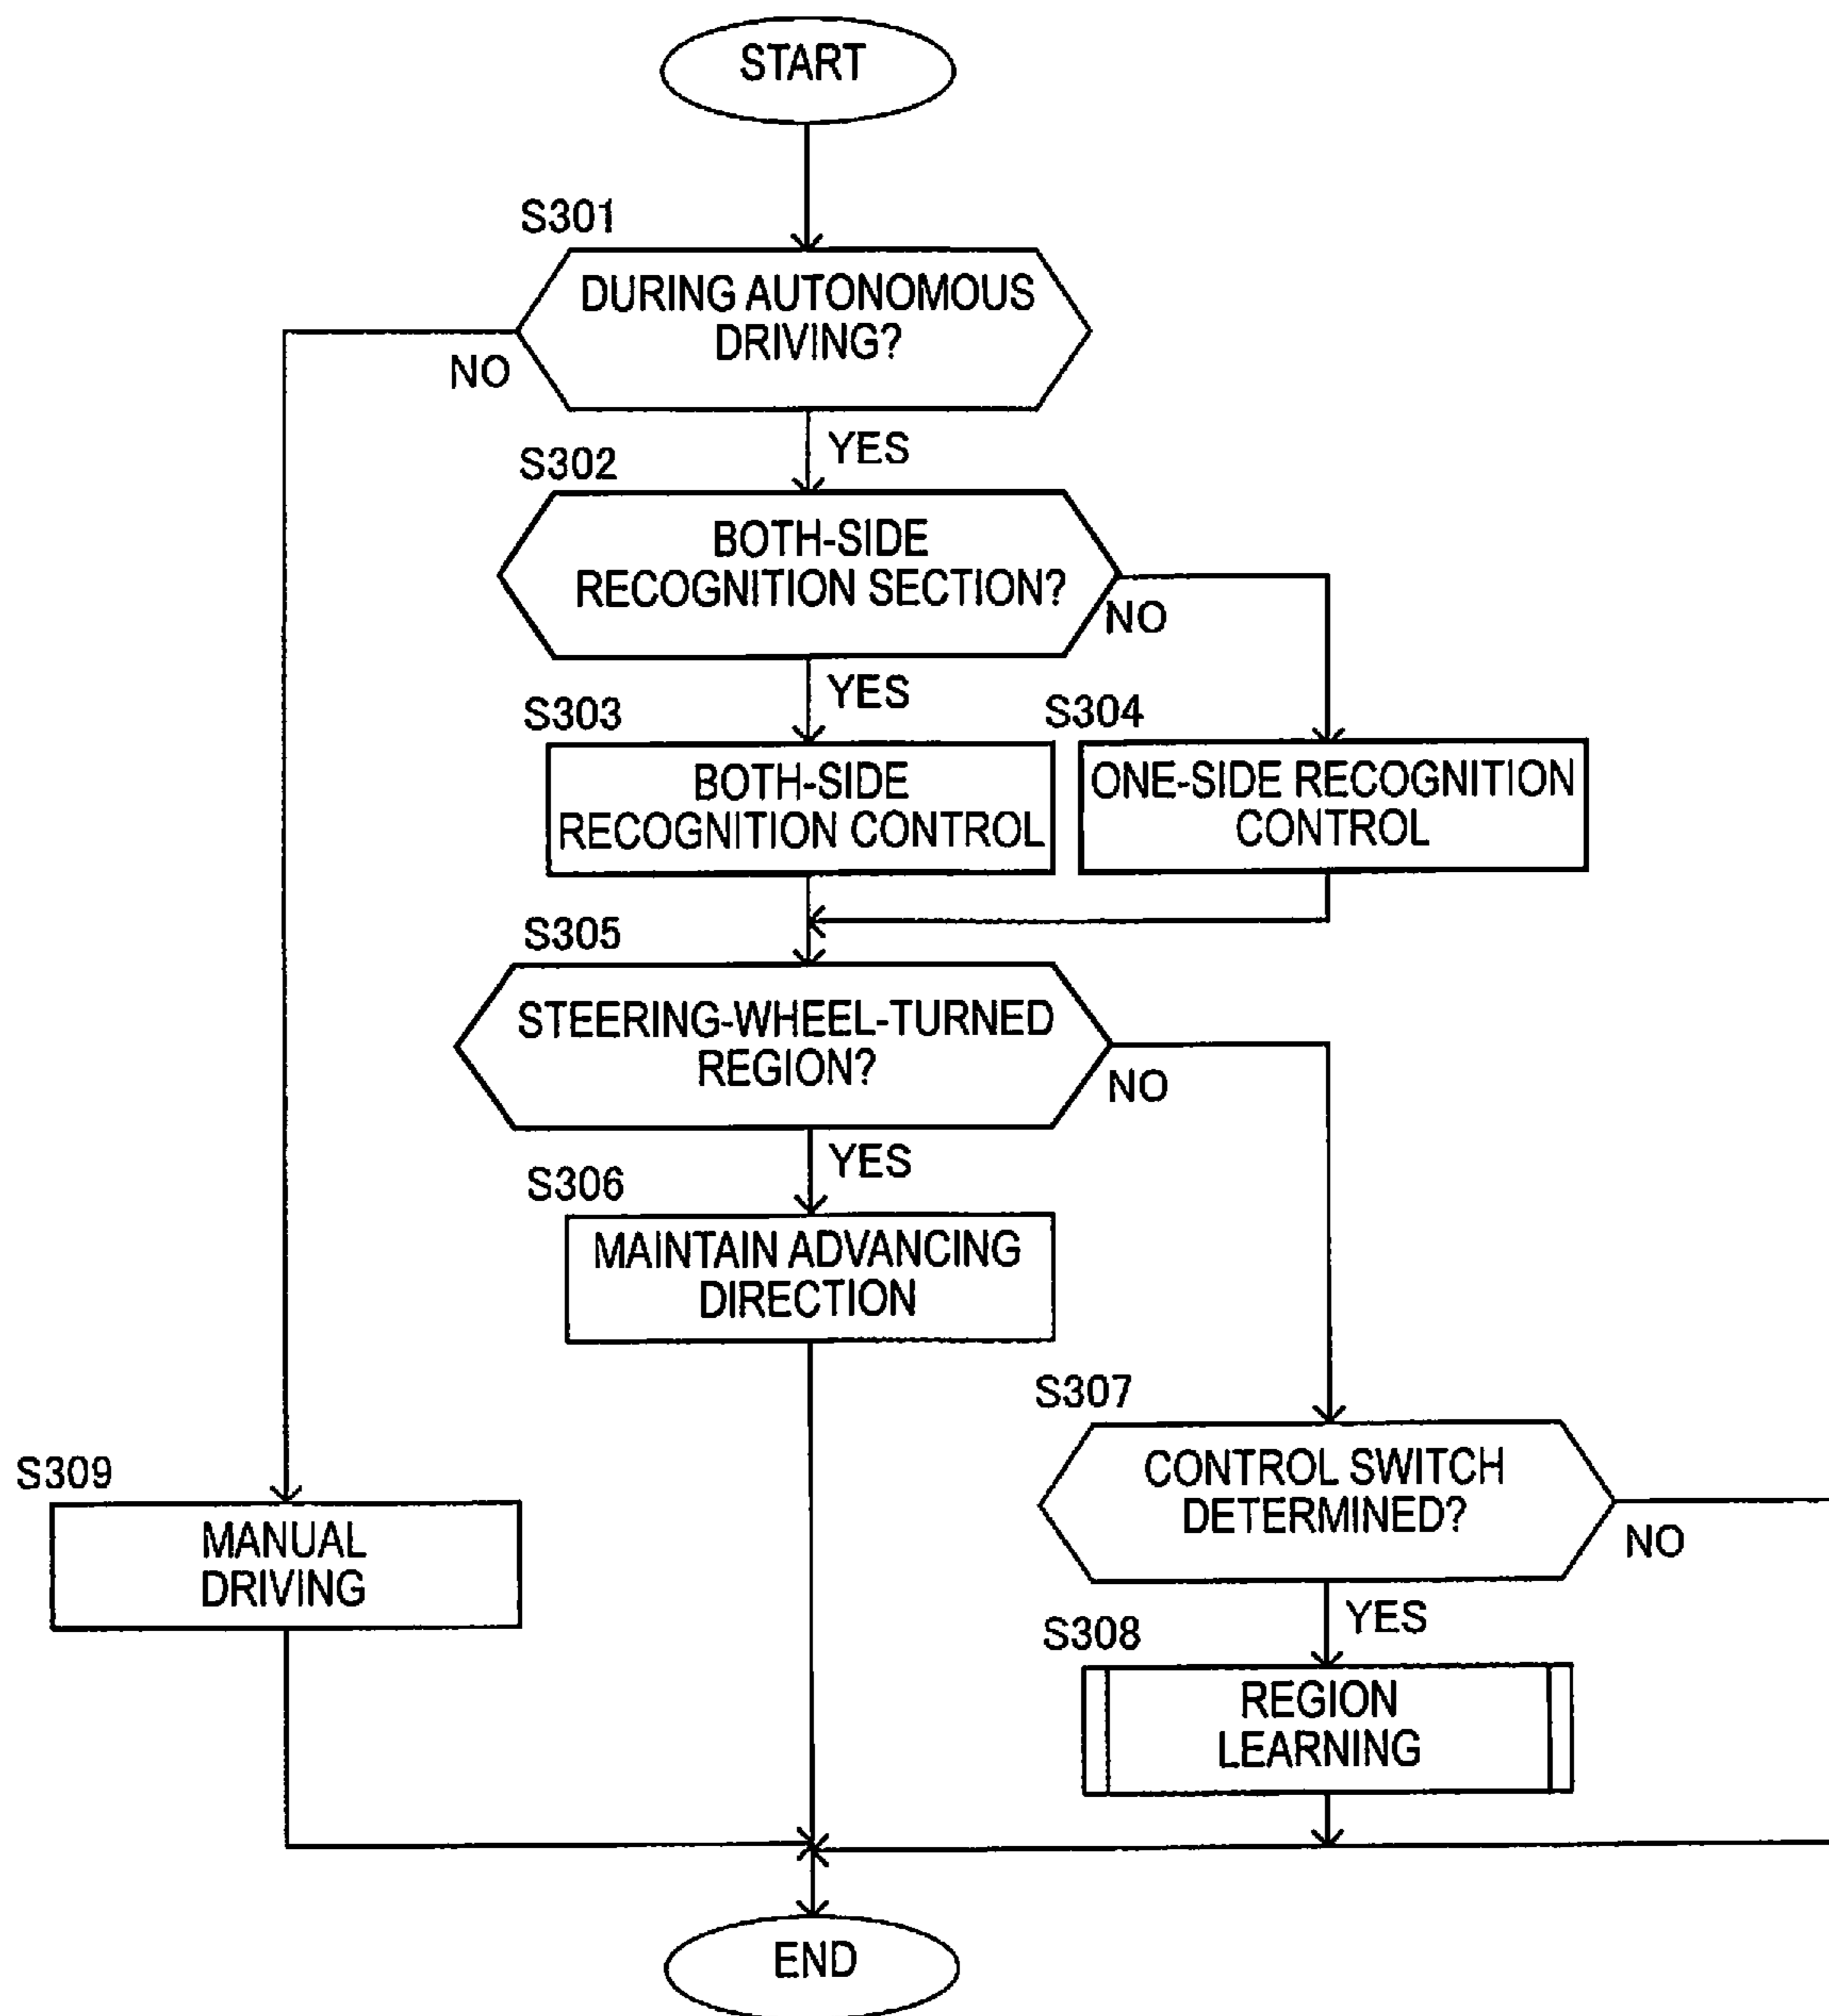 START
S301
DURING AUTONOMOUS
DRIVING?
NO
YES
S302
BOTH-SIDE
RECOGNITION SECTION?
NO
YES
S303
BOTH-SIDE
RECOGNITION CONTROL
S304
ONE-SIDE RECOGNITION
CONTROL
S305
STEERING-WHEEL-TURNED
REGION?
NO
YES
S306
MAINTAIN ADVANCING
DIRECTION
S307
CONTROL SWITCH
DETERMINED?
NO
YES
S308
REGION
LEARNING
S309
MANUAL
DRIVING
END